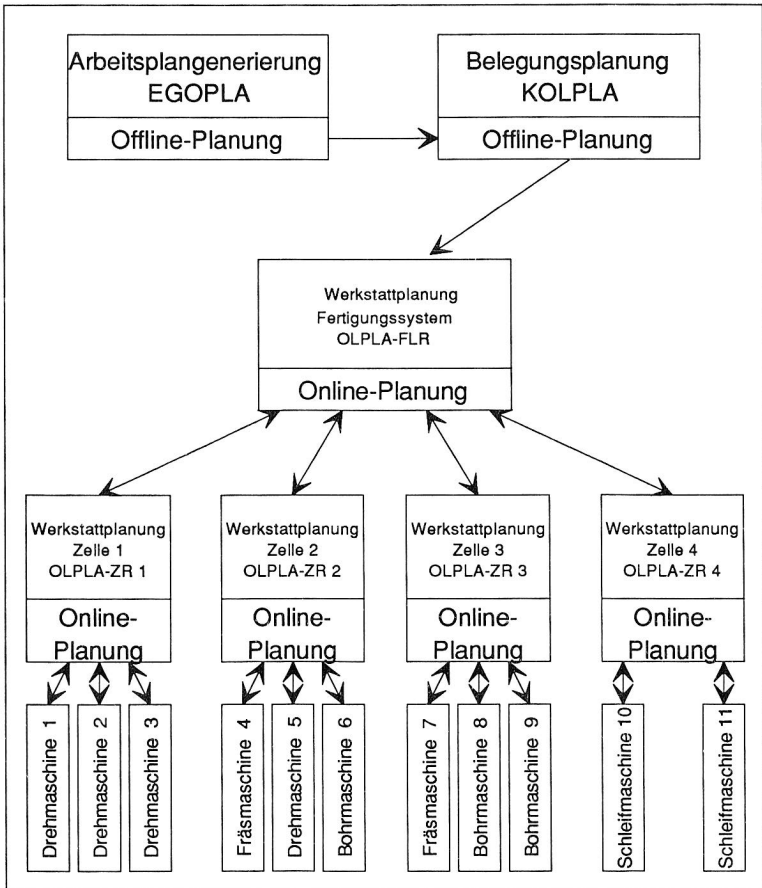 Arbeitsplangenerierung
EGOPLA
Offline-Planung
Belegungsplanung
KOLPLA
Offline-Planung
Werkstattplanung
Fertigungssystem
OLPLA-FLR
Online-Planung
Werkstattplanung
Zelle 1
OLPLA-ZR 1
Online-
Planung
Werkstattplanung
Zelle 2
OLPLA-ZR 2
Online-
Planung
Werkstattplanung
Zelle 3
OLPLA-ZR 3
Online-
Planung
Werkstattplanung
Zelle 4
OLPLA-ZR 4
Online-
Planung
Drehmaschine 1
Drehmaschine 2
Drehmaschine 3
Fräsmaschine 4
Drehmaschine 5
Bohrmaschine 6
Fräsmaschine 7
Bohrmaschine 8
Bohrmaschine 9
Schleifmaschine 10
Schleifmaschine 11